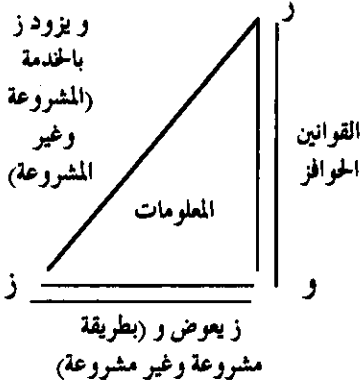 ر
و يزود ز
بالخدمة
(المشروعة
وغير
المشروعة)
القوانين
الحوافز
المعلومات
ز
و
ز يعوض و (بطريقة
مشروعة وغير مشروعة)